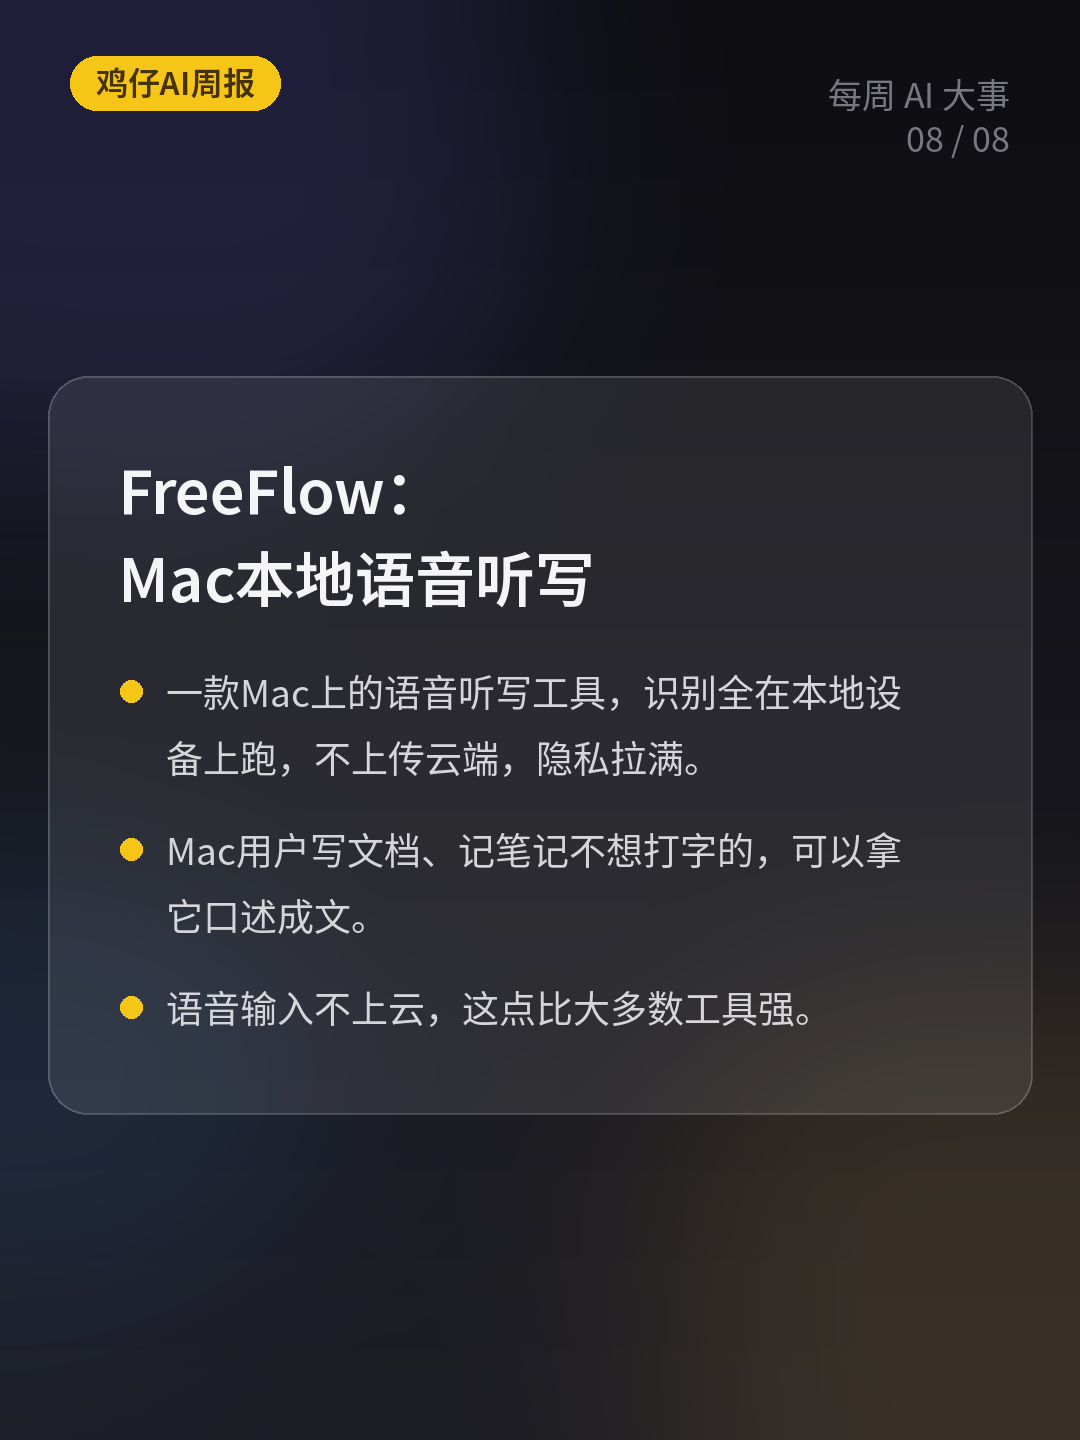 鸡仔AI周报
每周 AI 大事
08 / 08
FreeFlow：
Mac本地语音听写
一款Mac上的语音听写工具，识别全在本地设
备上跑，不上传云端，隐私拉满。
Mac用户写文档、记笔记不想打字的，可以拿
它口述成文。
语音输入不上云，这点比大多数工具强。